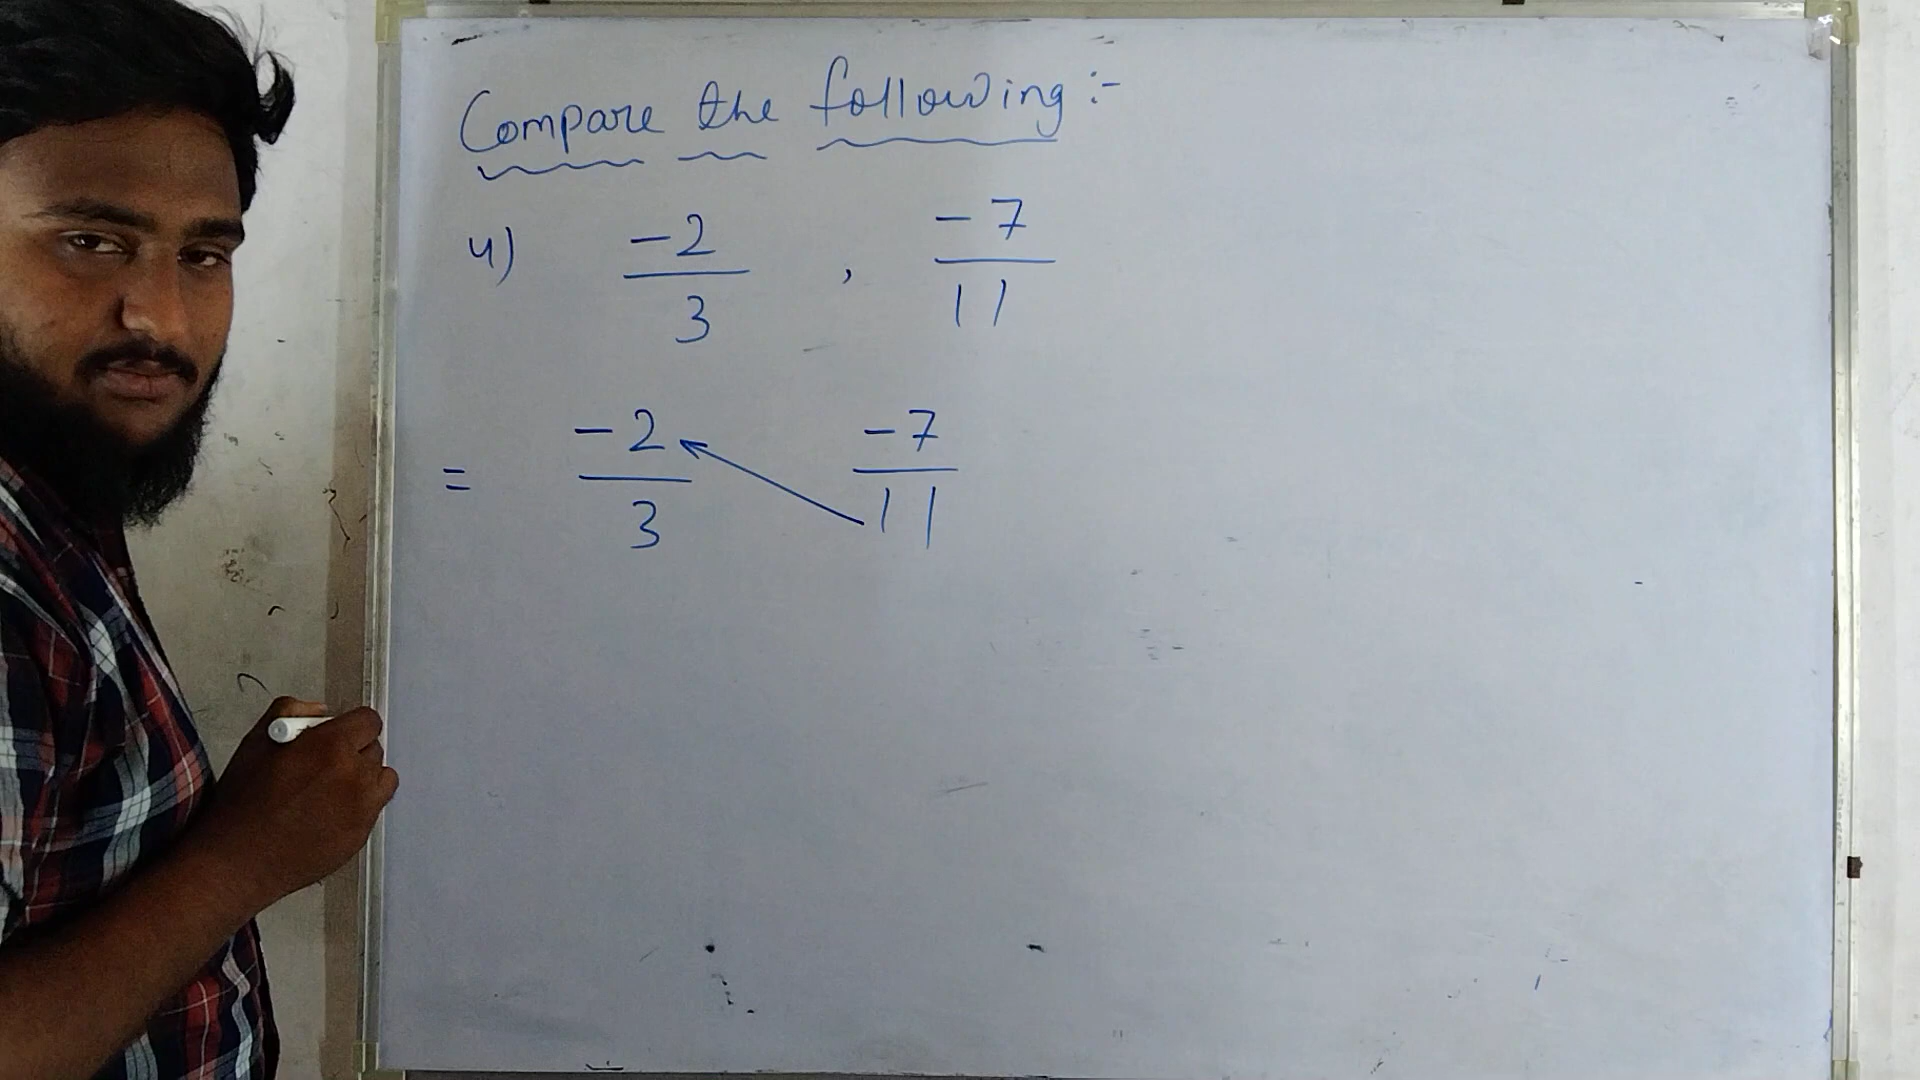 Compare the following :-
4) -2/3 , -7/11
= -2/3 -7/11